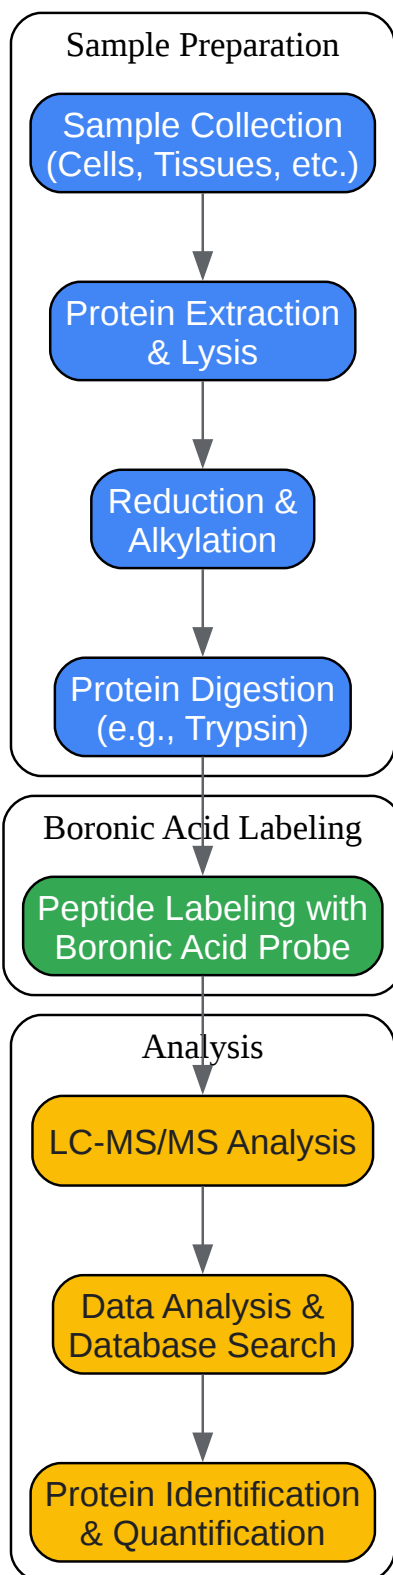 Sample Preparation
Sample Collection
(Cells, Tissues, etc.)
Protein Extraction
& Lysis
Reduction &
Alkylation
Protein Digestion
(e.g., Trypsin)
Boronic Acid Labeling
Peptide Labeling with
Boronic Acid Probe
Analysis
LC-MS/MS Analysis
Data Analysis &
Database Search
Protein Identification
& Quantification